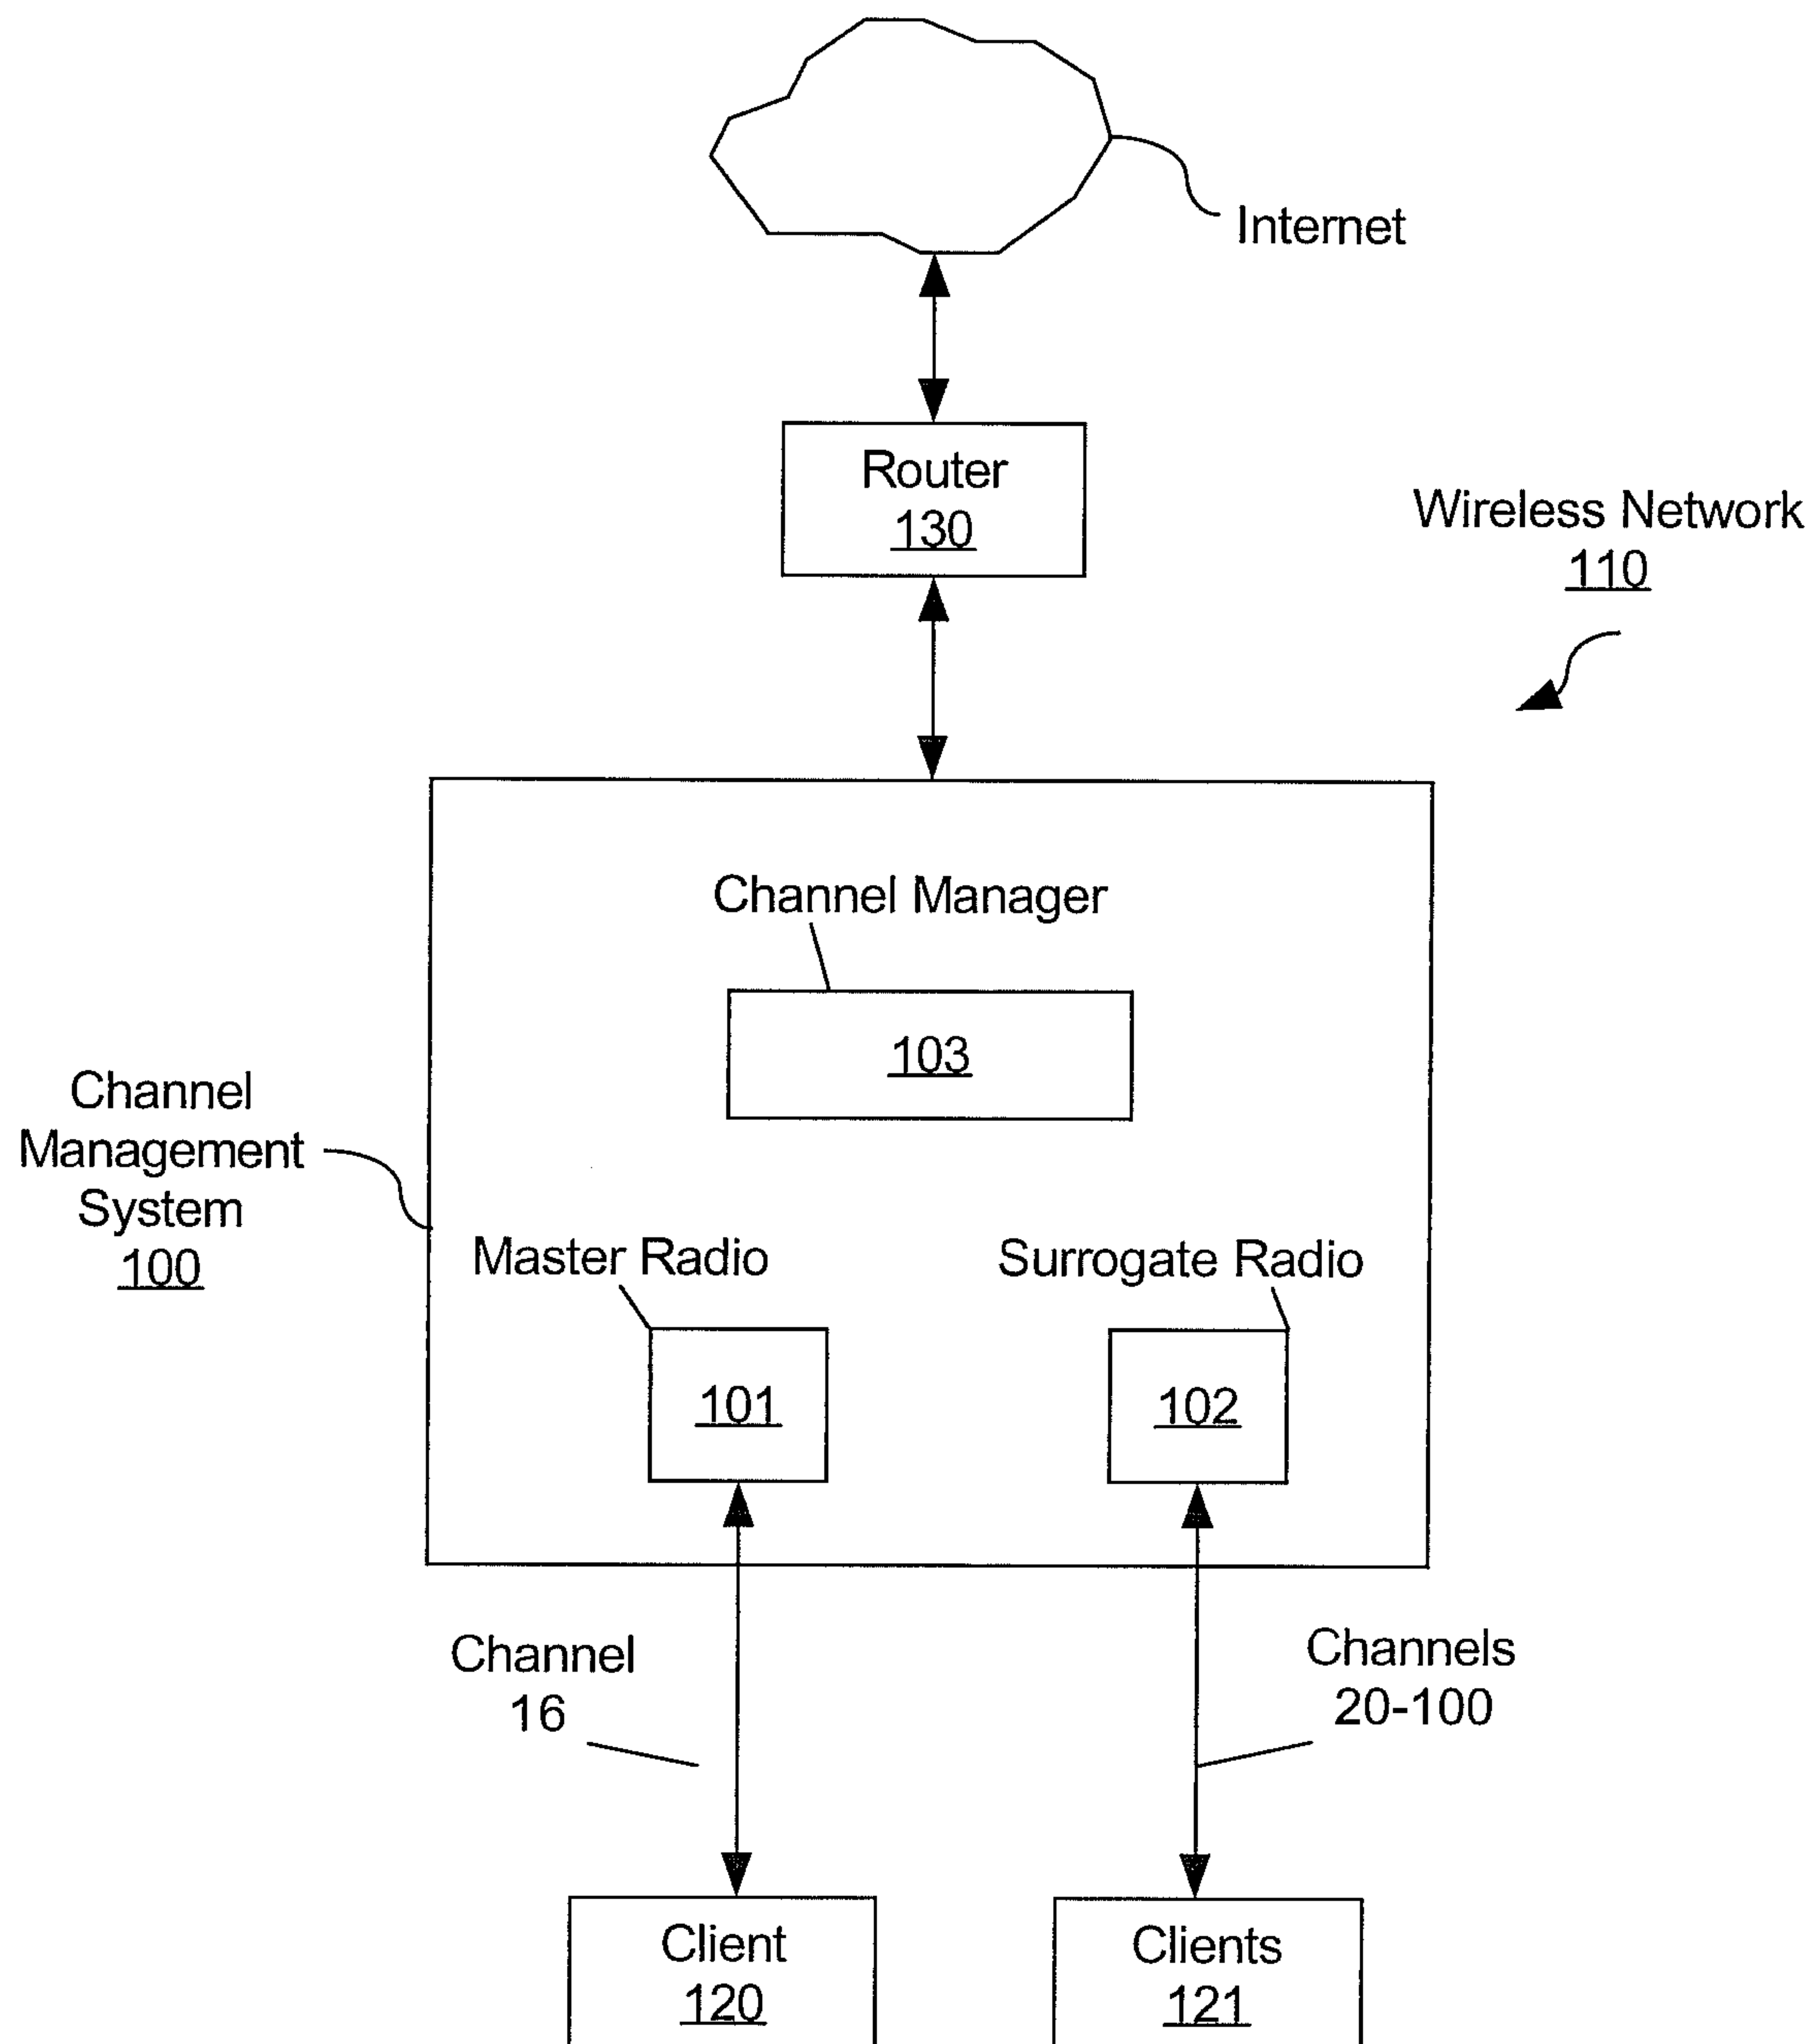 Internet
Router
130
Wireless Network
110
Channel Manager
103
Channel
Management
System
100
Master Radio
Surrogate Radio
101
102
Channel
16
Channels
20-100
Client
120
Clients
121